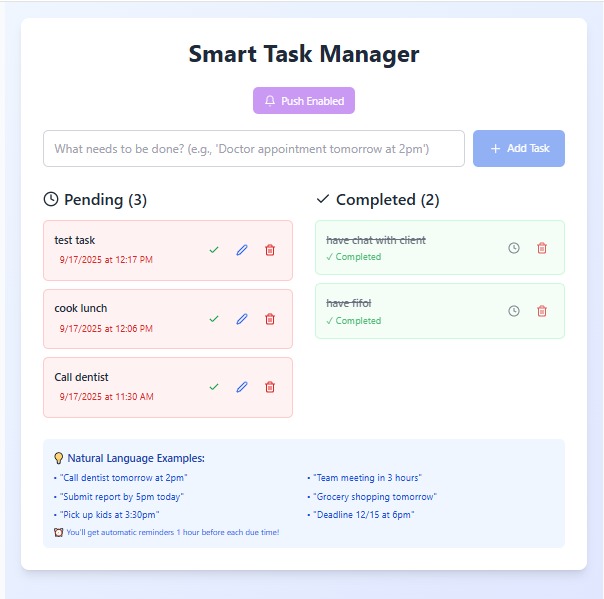 Smart Task Manager
Push Enabled
What needs to be done? (e.g., 'Doctor appointment tomorrow at 2pm')
Add Task
Pending (3)
test task
9/17/2025 at 12:17 PM
cook lunch
9/17/2025 at 12:06 PM
Call dentist
9/17/2025 at 11:30 AM
Completed (2)
have chat with client
✓ Completed
have fifol
✓ Completed
Natural Language Examples:
• "Call dentist tomorrow at 2pm"
• "Submit report by 5pm today"
• "Pick up kids at 3:30pm"
• "Team meeting in 3 hours"
• "Grocery shopping tomorrow"
• "Deadline 12/15 at 6pm"
You'll get automatic reminders 1 hour before each due time!